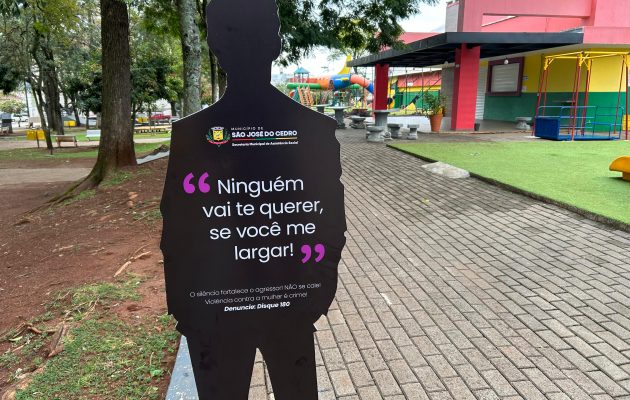 MUNICÍPIO DE
SÃO JOSÉ DO CEDRO
Secretaria Municipal de Assistência Social
“ Ninguém
vai te querer,
se você me
largar! ”
O silêncio fortalece o agressor! NÃO se cale!
Violência contra a mulher é crime!
Denuncie: Disque 180